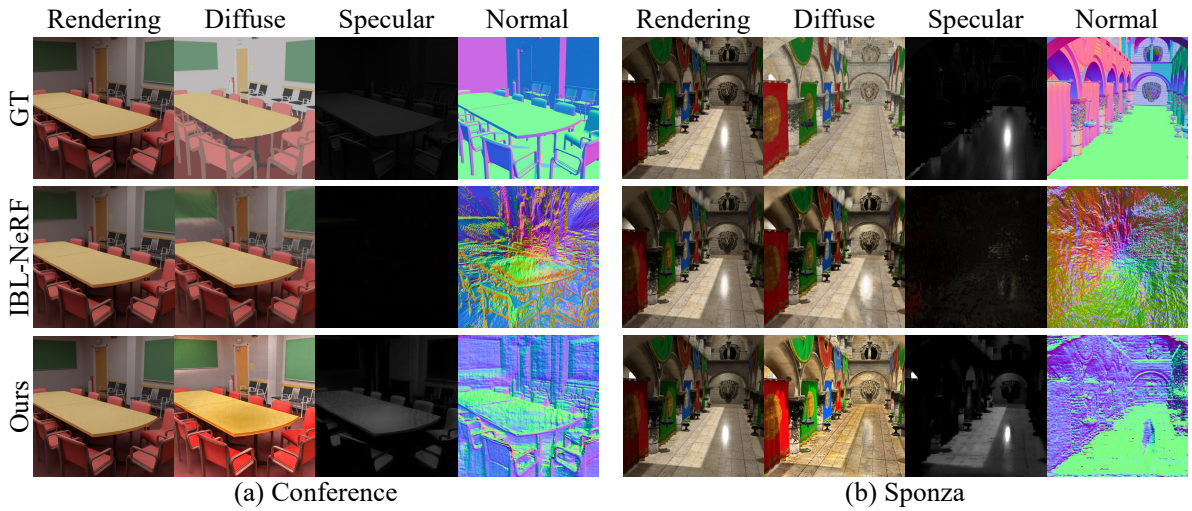 Rendering Diffuse Specular Normal Rendering Diffuse Specular Normal
GT
IBL-NeRF
Ours
(a) Conference (b) Sponza